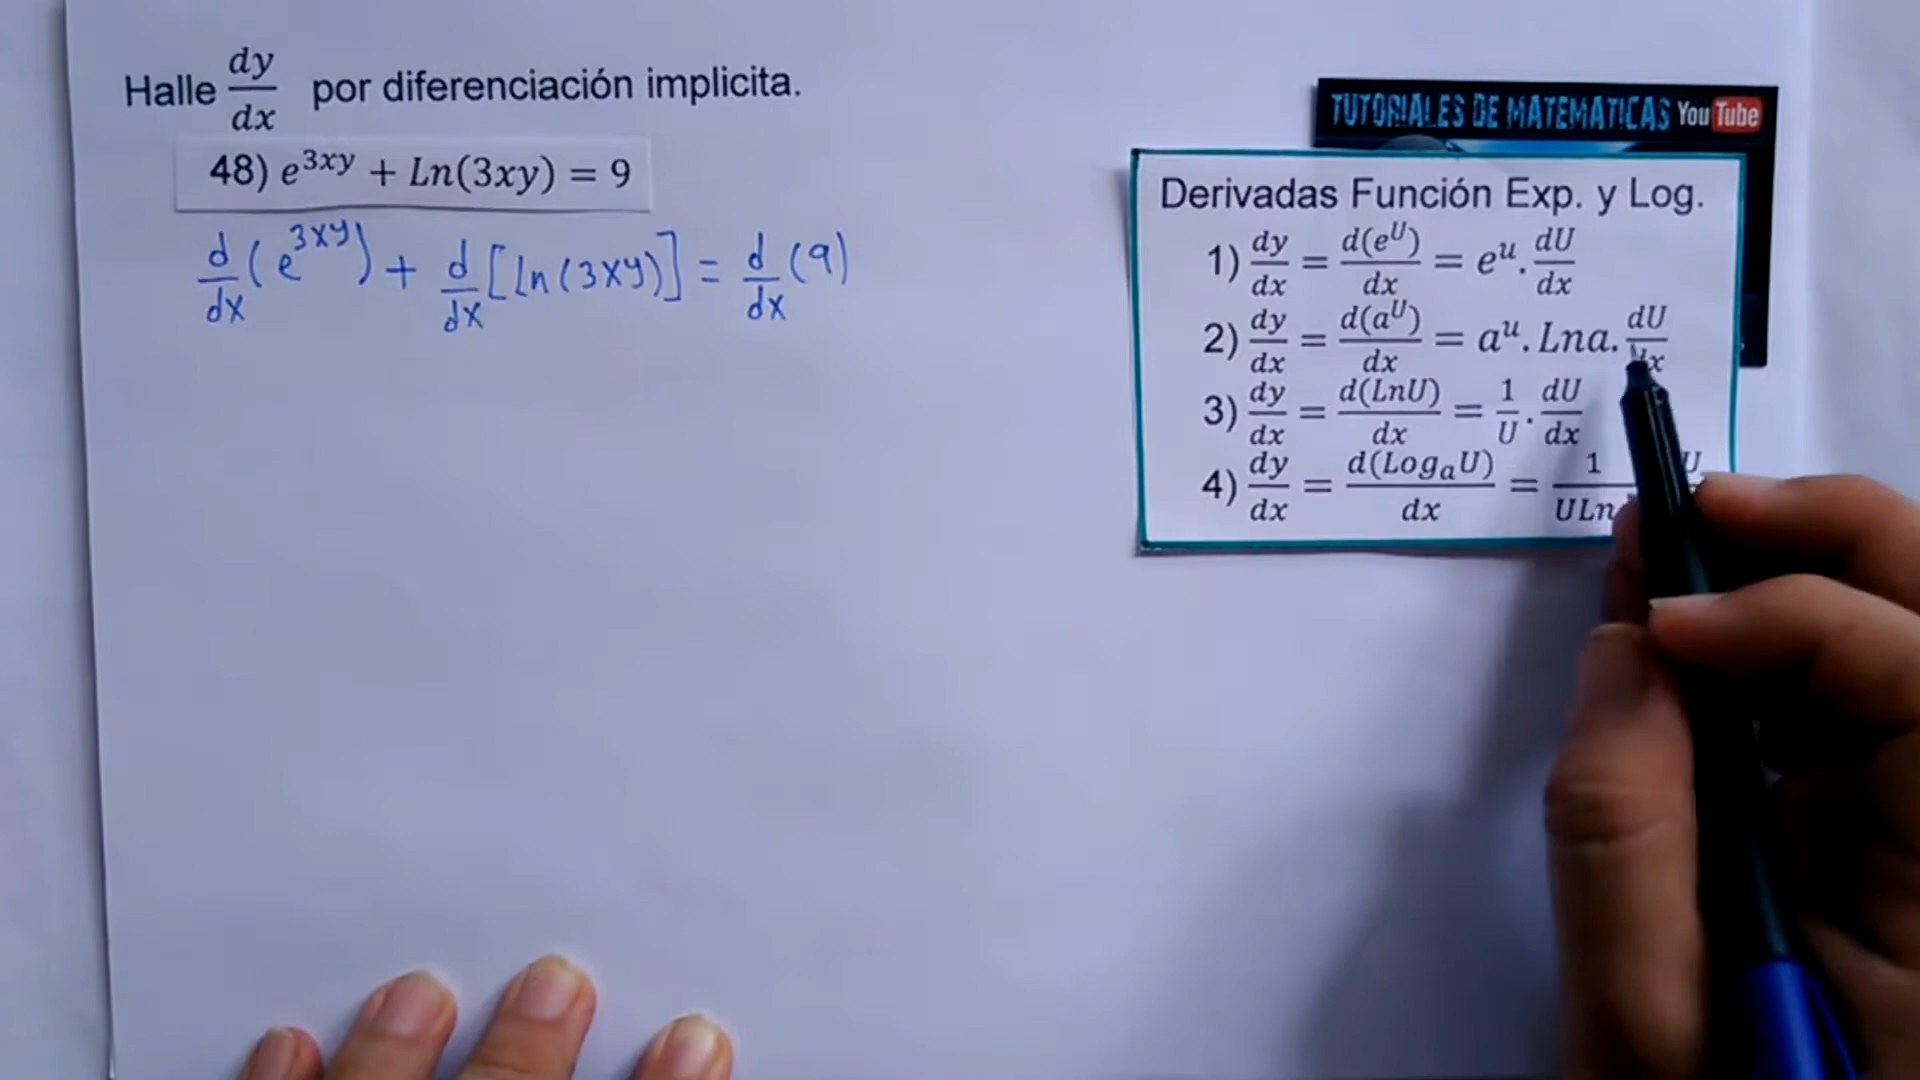 Halle dy/dx por diferenciación implicita.
48) e^{3xy} + Ln(3xy) = 9
d/dx (e^{3xy}) + d/dx [ln(3xy)] = d/dx (9)
TUTORIALES DE MATEMATICAS YouTube
Derivadas Función Exp. y Log.
1) dy/dx = d(e^U)/dx = e^u . dU/dx
2) dy/dx = d(a^U)/dx = a^u . Lna . dU/dx
3) dy/dx = d(LnU)/dx = 1/U . dU/dx
4) dy/dx = d(Log_a U)/dx = 1/ULn U